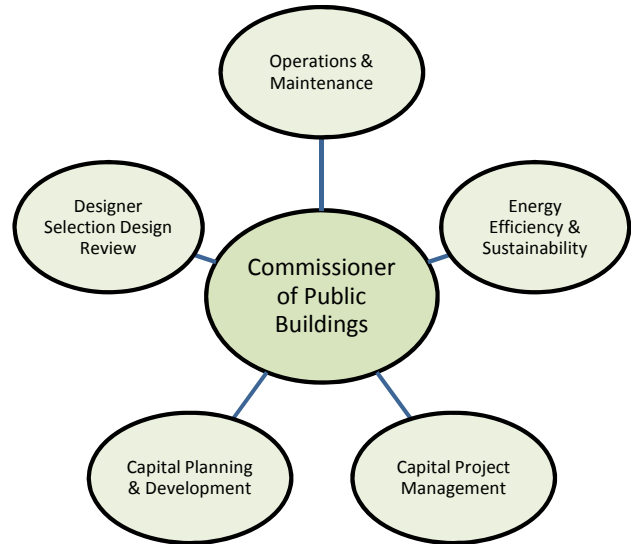 Operations &
Maintenance
Designer
Selection Design
Review
Energy
Efficiency &
Sustainability
Commissioner
of Public
Buildings
Capital Planning
& Development
Capital Project
Management